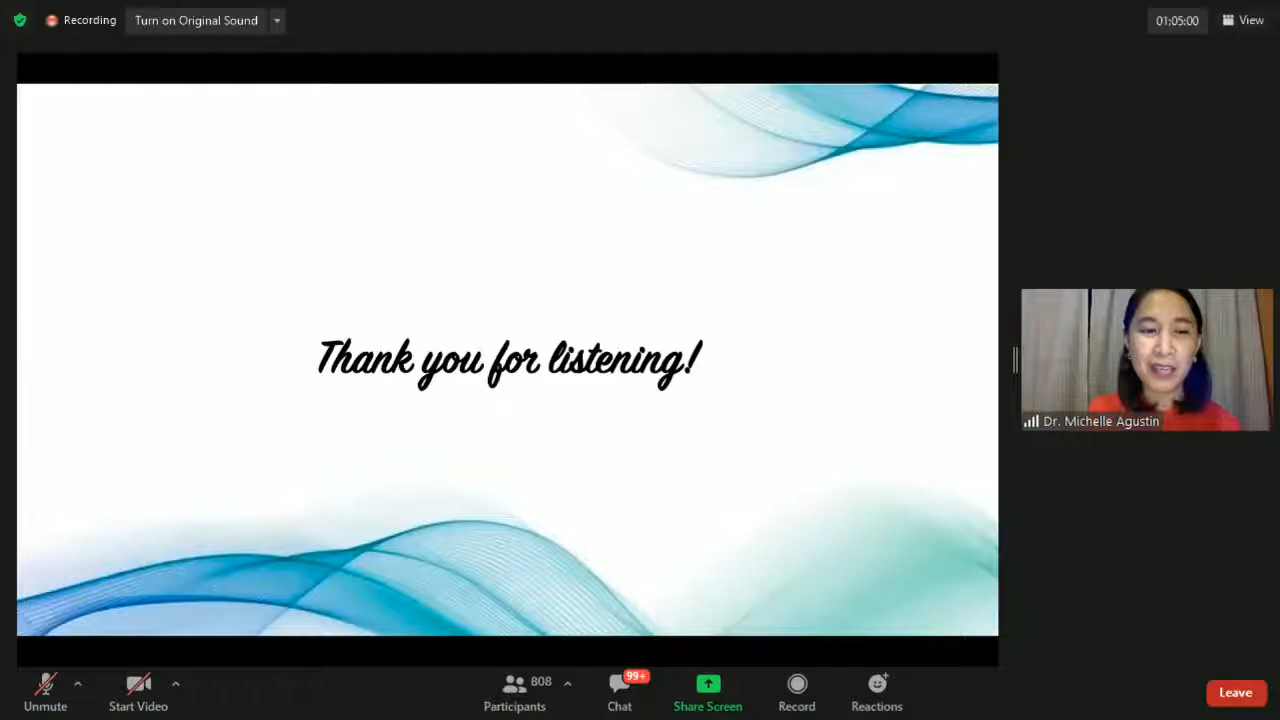 Recording
Turn on Original Sound
01:05:00
View
Thank you for listening!
Dr. Michelle Agustin
Unmute
Start Video
808
Participants
99+
Chat
Share Screen
Record
Reactions
Leave